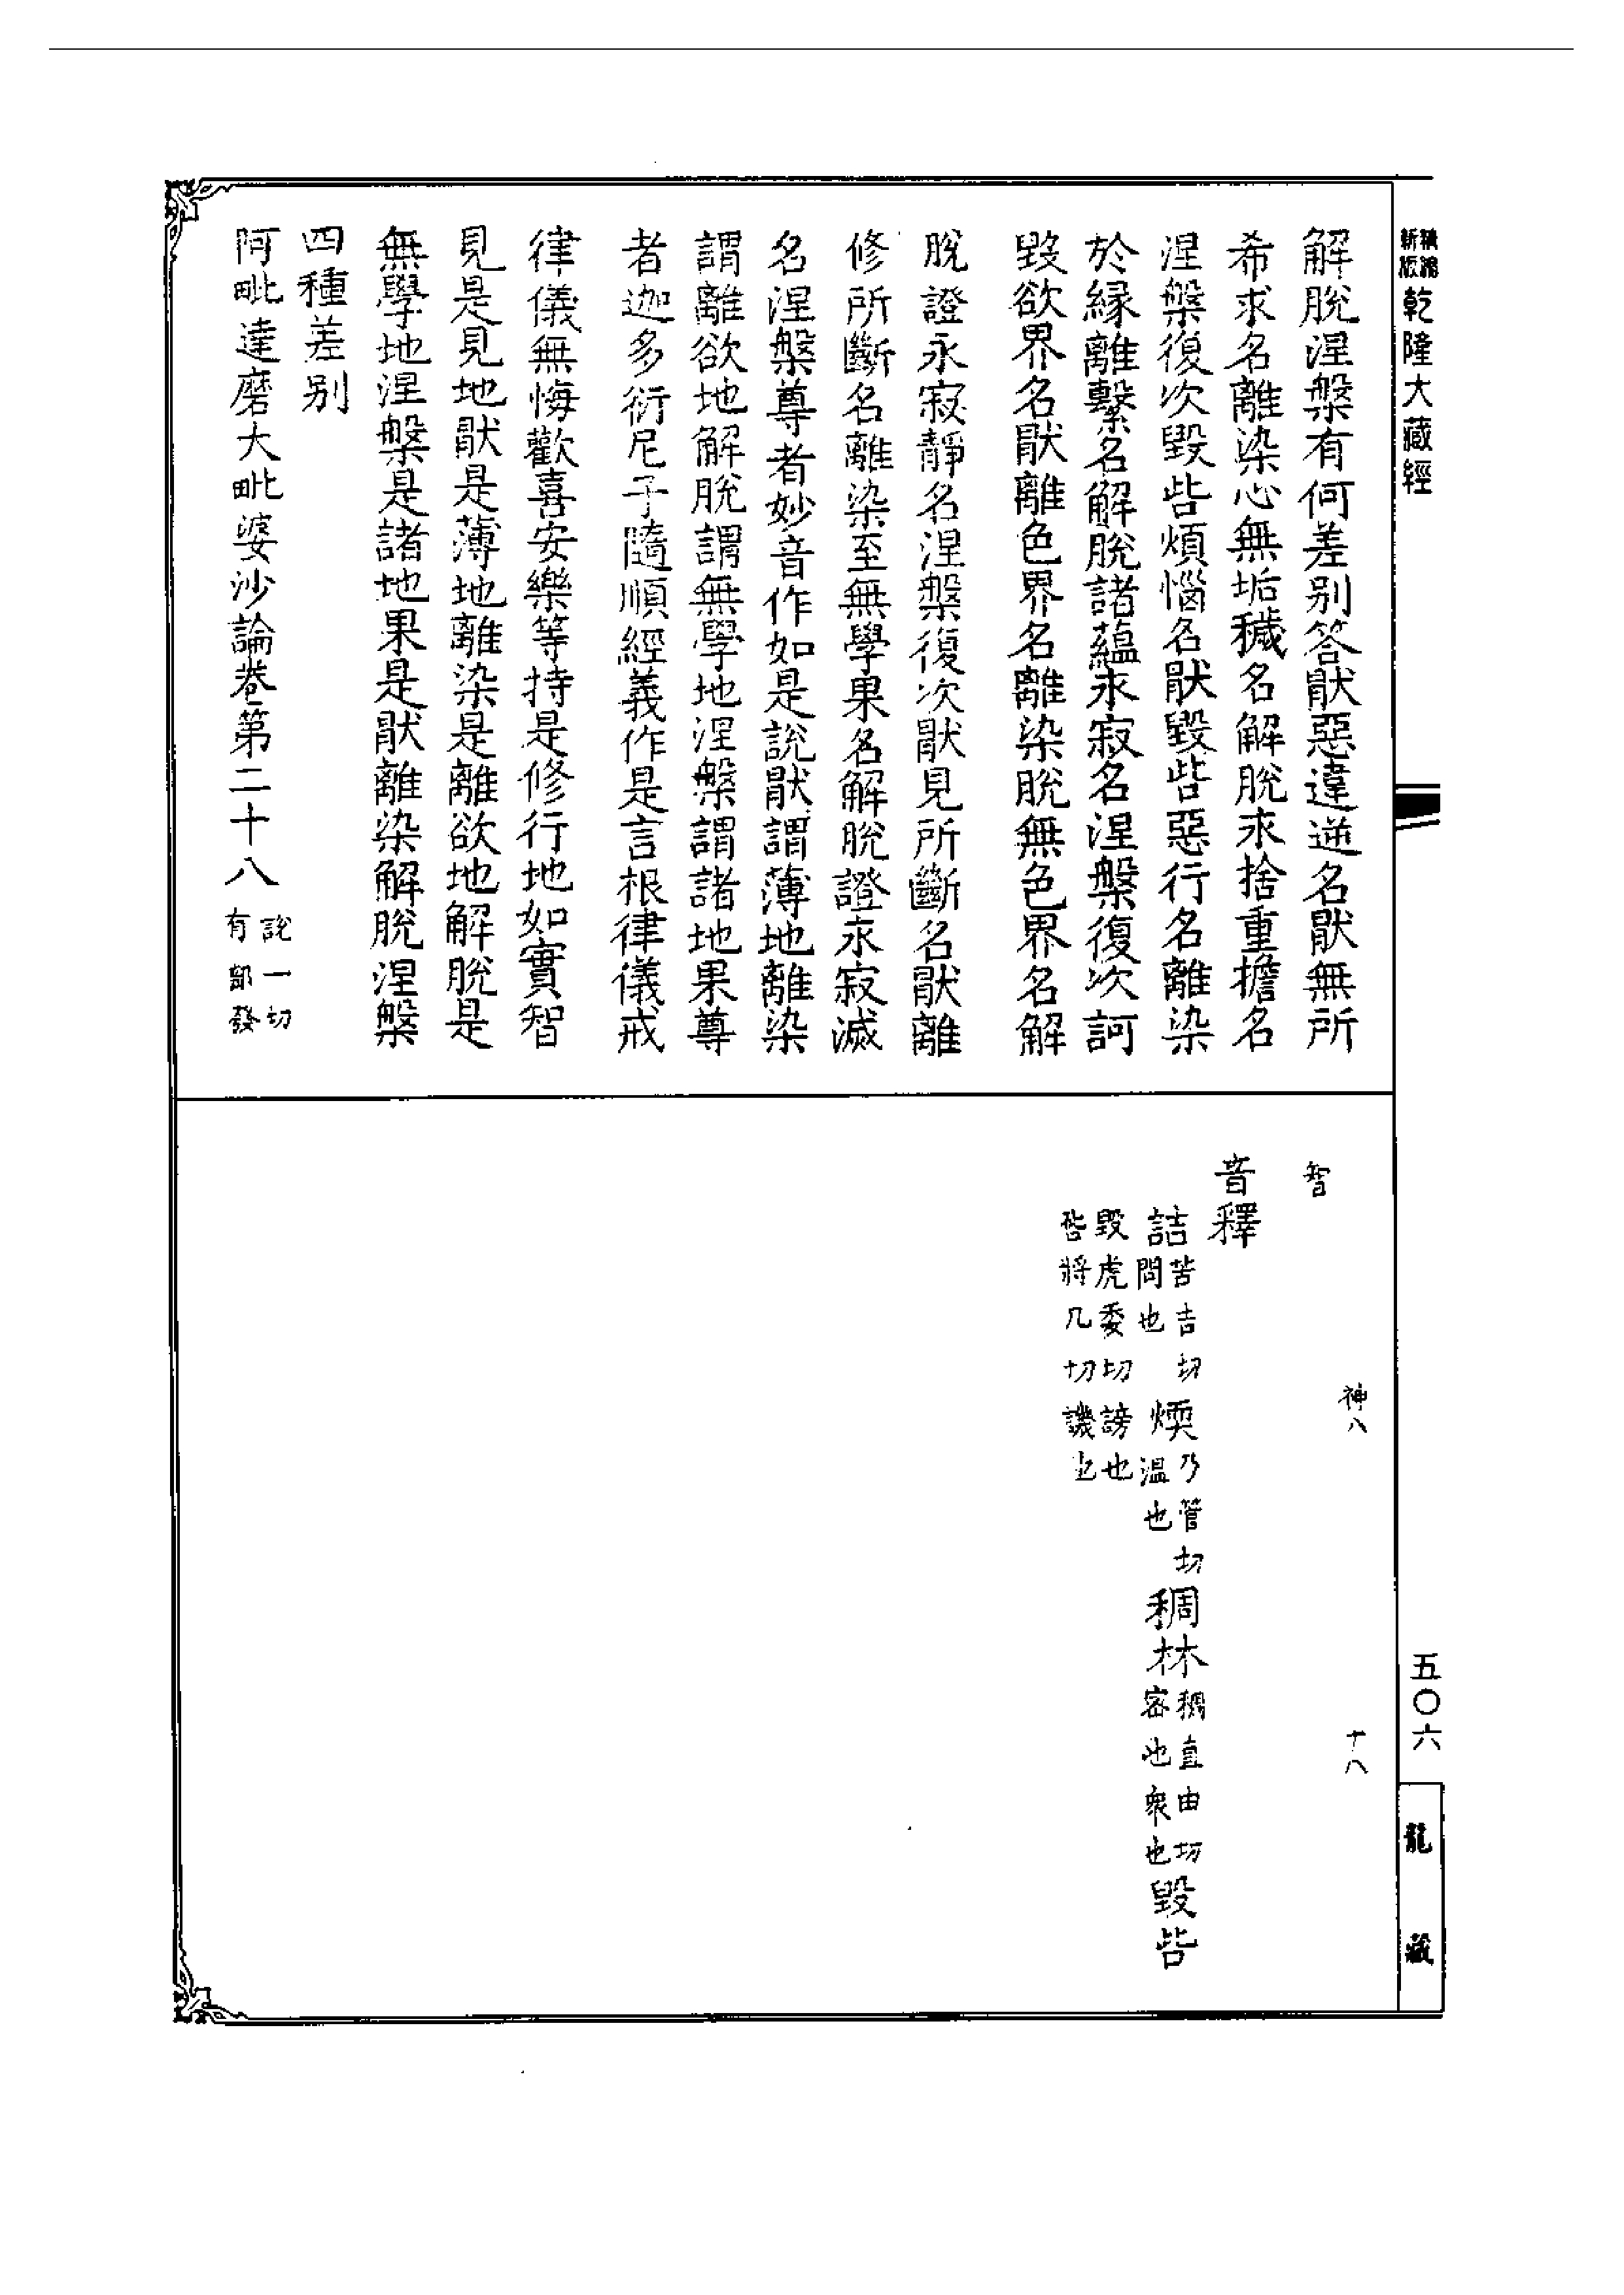 新版精縮乾隆大藏經
五〇六
龍藏
解脫涅槃有何差别荅猒惡違逆名猒無所
希求名離染心無垢穢名解脫永捨重擔名
涅槃復次毀呰煩惱名猒毀呰惡行名離染
於緣離繫名解脫諸蘊永寂名涅槃復次訶
毀欲界名猒離色界名離染脫無色界名解
脫證永寂靜名涅槃復次猒見所斷名猒離
修所斷名離染至無學果名解脫證永寂滅
名涅槃尊者妙音作如是說猒謂薄地離染
謂離欲地解脫謂無學地涅槃謂諸地果尊
者迦多衍尼子隨順經義作是言根律儀戒
律儀無悔歡喜安樂等持是修行地如實智
見是見地猒是薄地離染是離欲地解脫是
無學地涅槃是諸地果是猒離染解脫涅槃
四種差别
阿毗達磨大毗婆沙論卷第二十八 說一切有部發
智
神八
十八
音釋
詰 苦吉切問也 煗 乃管切溫也 稠林 稠直由切密也衆也 毀呰
毀虎委切謗也呰將几切譏也